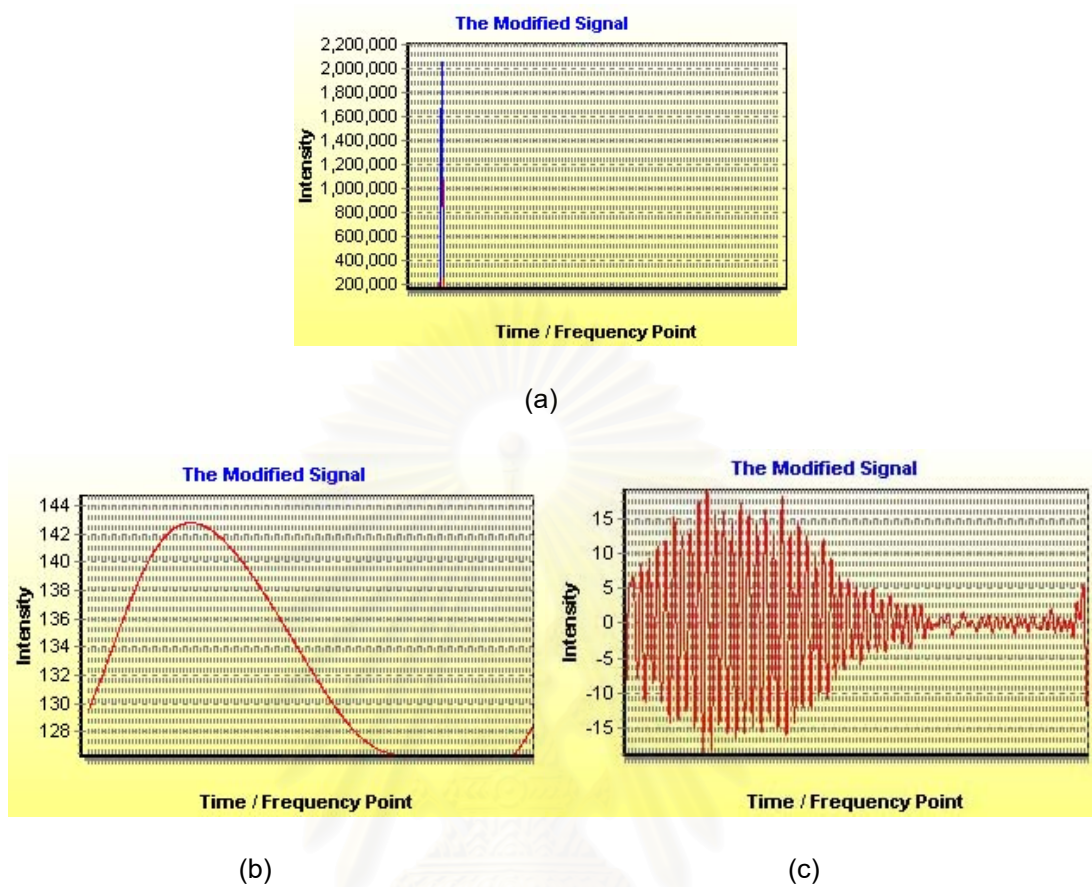 The Modified Signal
2,200,000
2,000,000
1,800,000
1,600,000
1,400,000
1,200,000
1,000,000
800,000
600,000
400,000
200,000
Intensity
Time / Frequency Point
(a)
The Modified Signal
144
142
140
138
136
134
132
130
128
Intensity
Time / Frequency Point
(b)
The Modified Signal
15
10
5
0
-5
-10
-15
Intensity
Time / Frequency Point
(c)